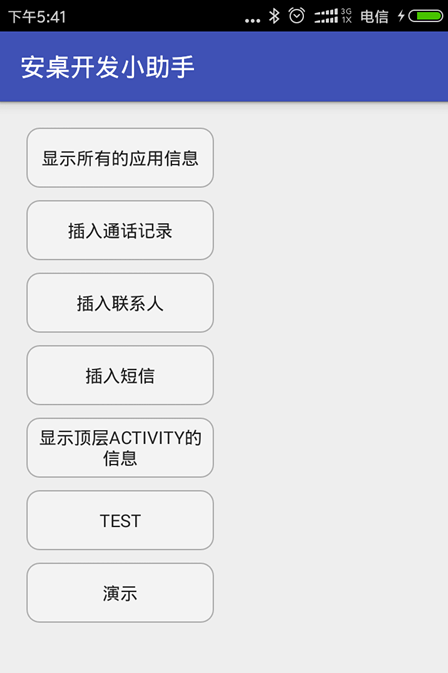 下午5:41
3G
1X
电信
安桌开发小助手
显示所有的应用信息
插入通话记录
插入联系人
插入短信
显示顶层ACTIVITY的
信息
TEST
演示